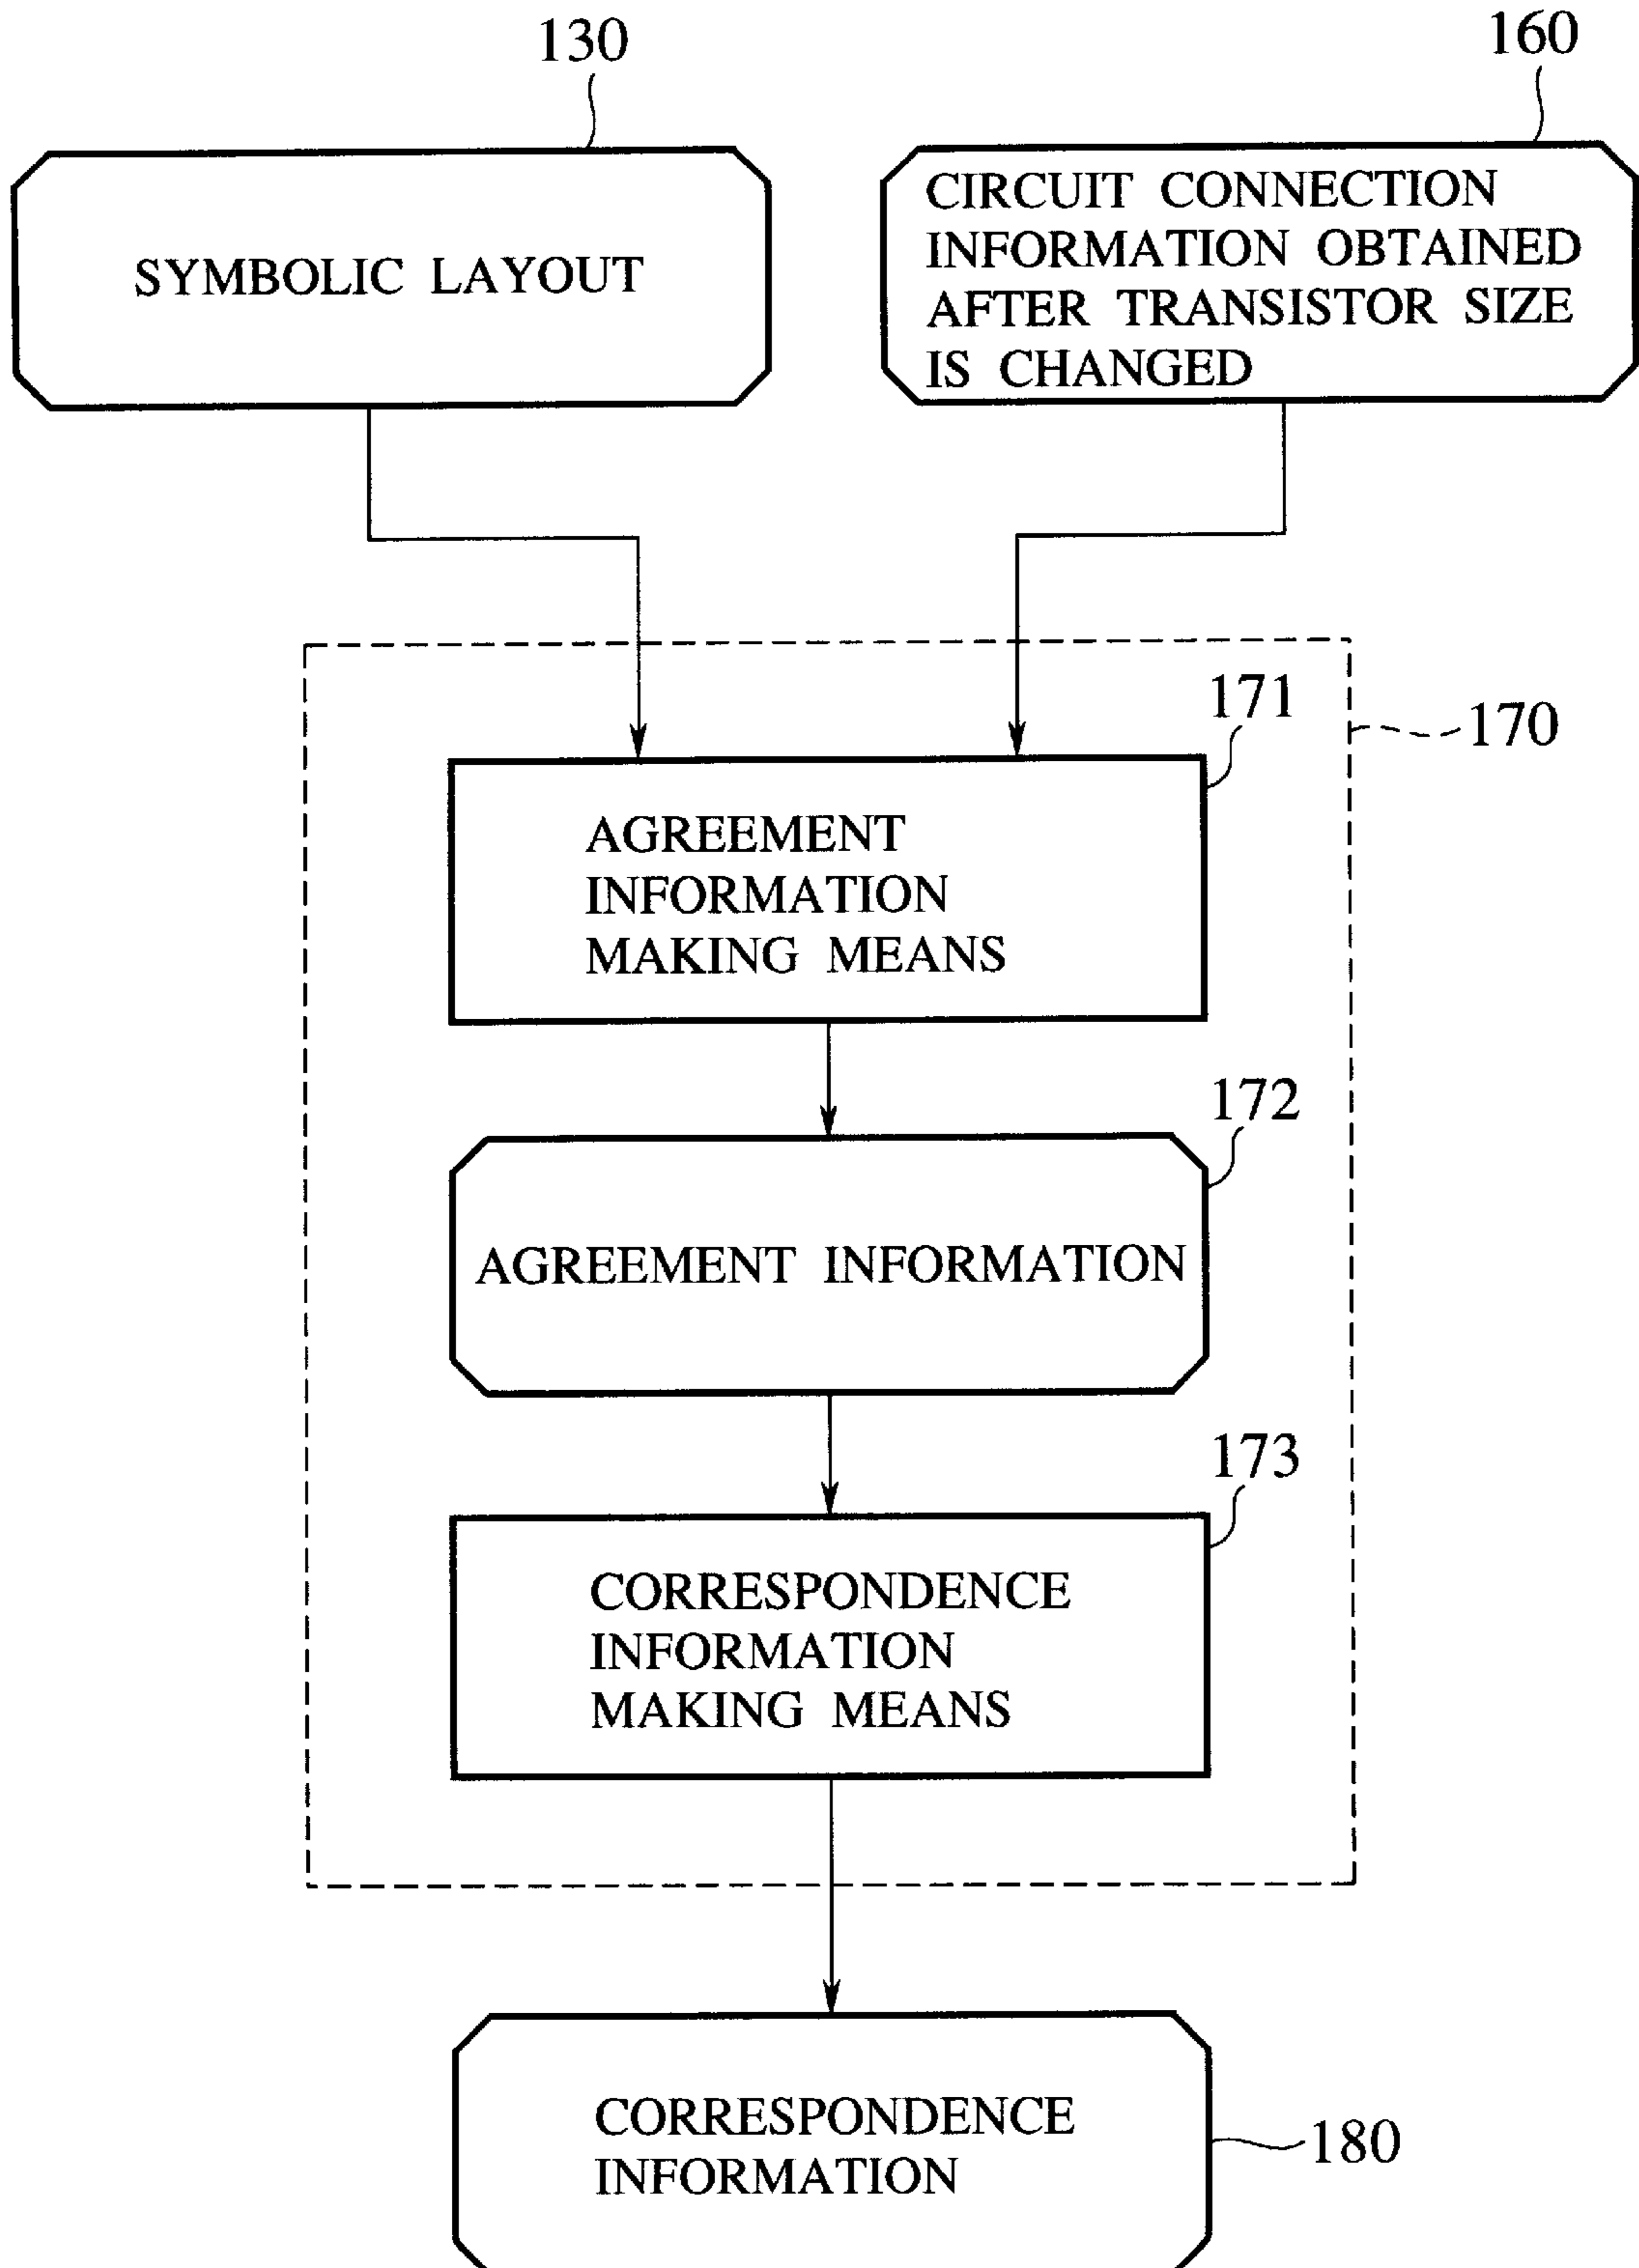 130
160
SYMBOLIC LAYOUT
CIRCUIT CONNECTION
INFORMATION OBTAINED
AFTER TRANSISTOR SIZE
IS CHANGED
171
170
AGREEMENT
INFORMATION
MAKING MEANS
172
AGREEMENT INFORMATION
173
CORRESPONDENCE
INFORMATION
MAKING MEANS
CORRESPONDENCE
INFORMATION
180